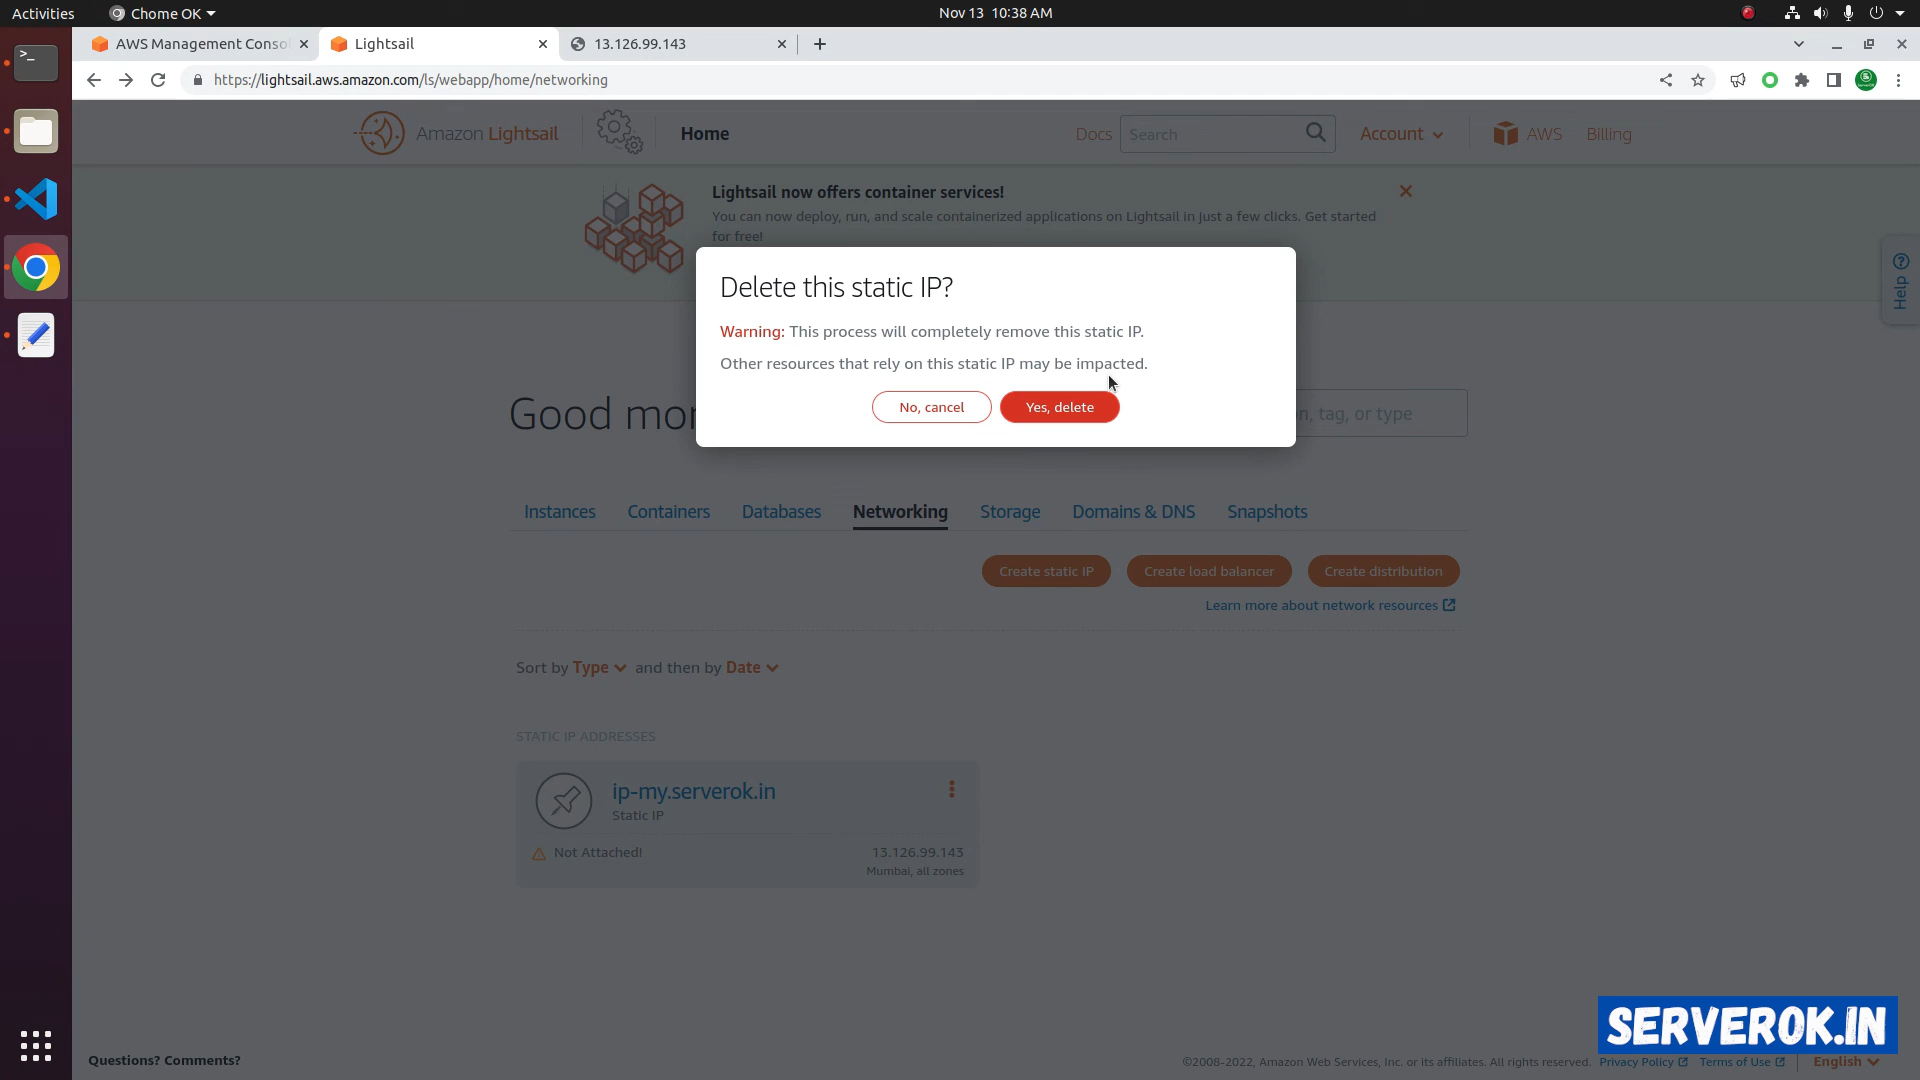 Activities
Chome OK
Nov 13 10:38 AM
AWS Management Conso
Lightsail
13.126.99.143
https://lightsail.aws.amazon.com/ls/webapp/home/networking
Amazon Lightsail
Home
Docs
Search
Account
AWS
Billing
Lightsail now offers container services!
You can now deploy, run, and scale containerized applications on Lightsail in just a few clicks. Get started
for free!
Help
Delete this static IP?
Warning: This process will completely remove this static IP.
Other resources that rely on this static IP may be impacted.
No, cancel
Yes, delete
Good mor
n, tag, or type
Instances
Containers
Databases
Networking
Storage
Domains & DNS
Snapshots
Create static IP
Create load balancer
Create distribution
Learn more about network resources
Sort by Type and then by Date
STATIC IP ADDRESSES
ip-my.serverok.in
Static IP
Not Attached!
13.126.99.143
Mumbai, all zones
SERVEROK.IN
Questions? Comments?
©2008-2022, Amazon Web Services, Inc. or its affiliates. All rights reserved.
Privacy Policy
Terms of Use
English